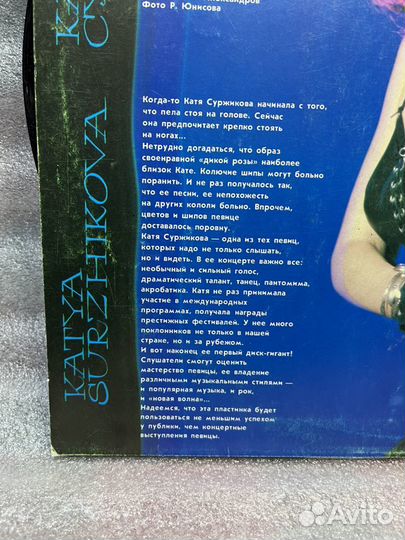 Фото Р. Юнисова
Когда-то Катя Суржикова начинала с того,
что пела стоя на голове. Сейчас
она предпочитает крепко стоять
на ногах...
Нетрудно догадаться, что образ
своенравной «дикой розы» наиболее
близок Кате. Колючие шипы могут больно
поранить. И не раз получалось так,
что ее песни, ее непохожесть
на других кололи больно. Впрочем,
цветов и шипов певице
доставалось поровну.
Катя Суржикова — одна из тех певиц,
которых надо не только слышать,
но и видеть. В ее концерте важно все:
необычный и сильный голос,
драматический талант, танец, пантомима,
акробатика. Катя не раз принимала
участие в международных
программах, получала награды
престижных фестивалей. У нее много
поклонников не только в нашей
стране, но и за рубежом.
И вот наконец ее первый диск-гигант!
Слушатели смогут оценить
мастерство певицы, ее владение
различными музыкальными стилями —
и популярная музыка, и рок,
и «новая волна»...
Надеемся, что эта пластинка будет
пользоваться не меньшим успехом
у публики, чем концертные
выступления певицы.
KATYA
SURZHIKOVA
Avito